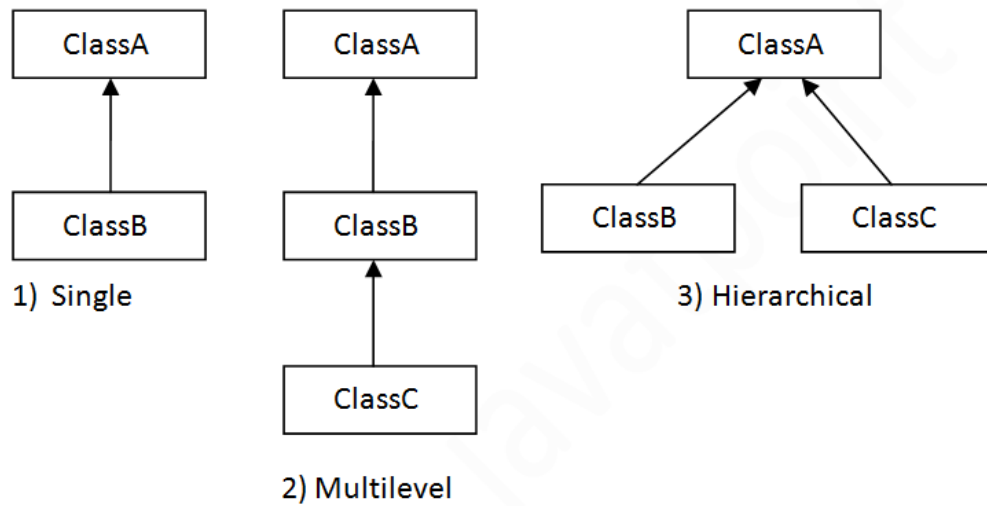 ClassA
ClassB
1) Single
ClassA
ClassB
ClassC
2) Multilevel
ClassA
ClassB
ClassC
3) Hierarchical